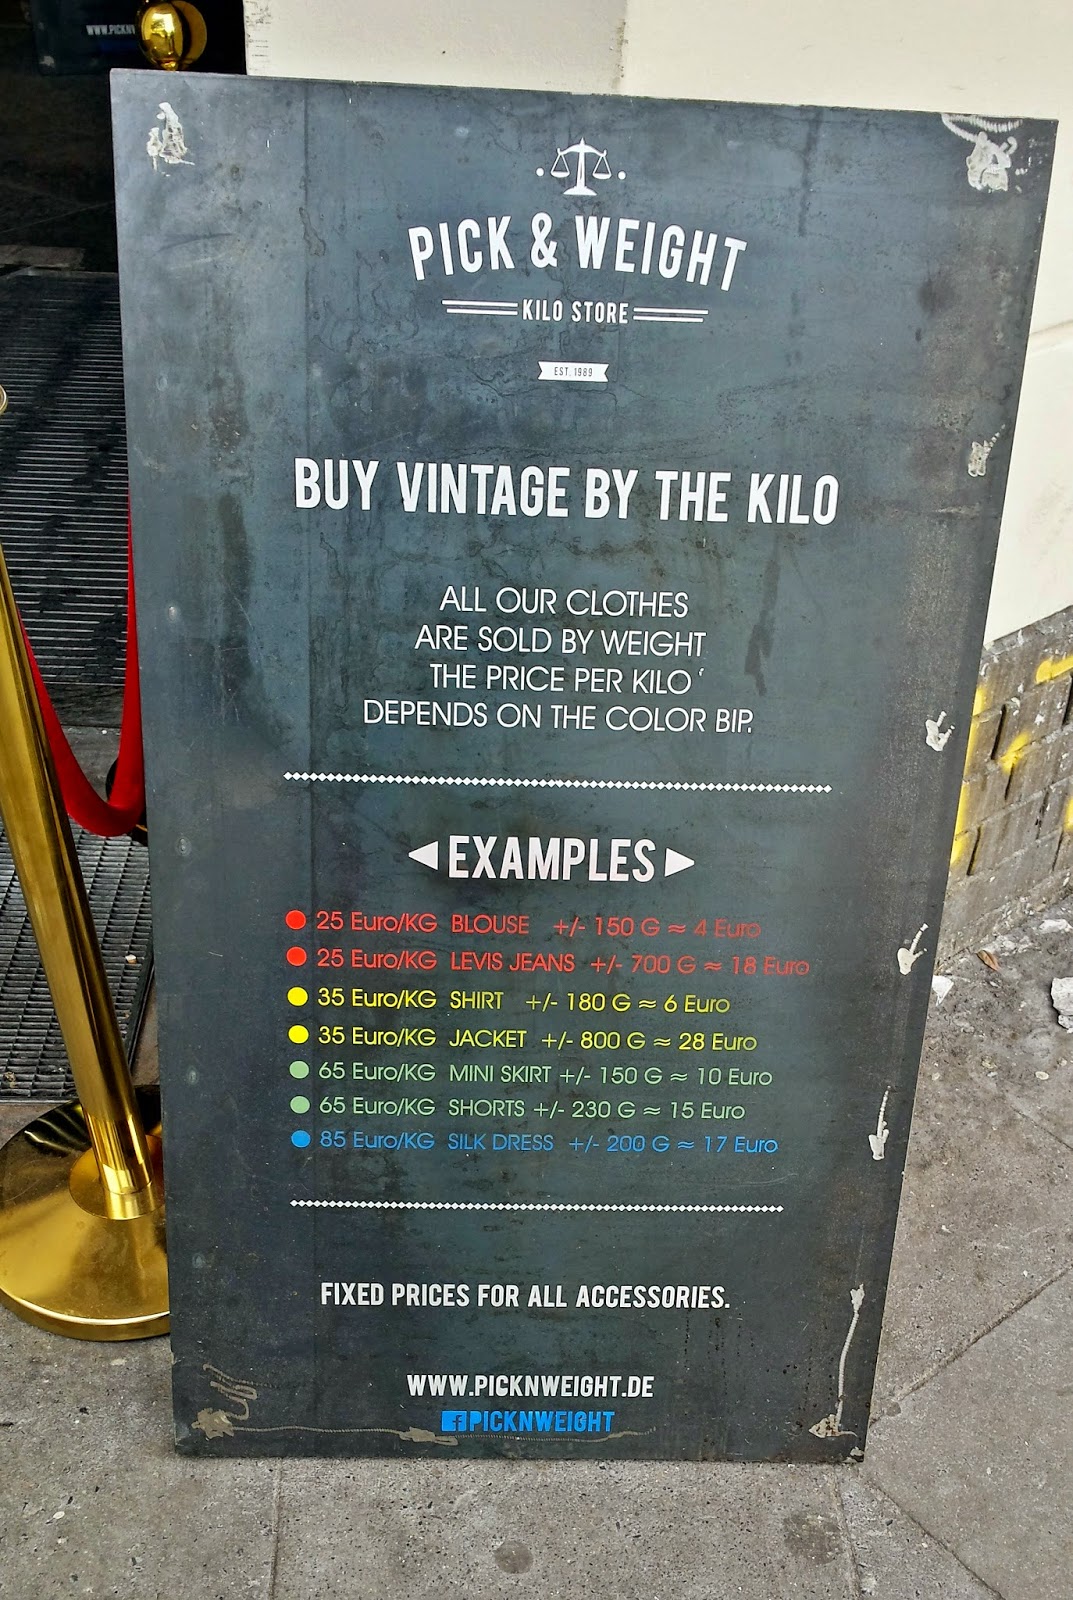 WWW.PICKNW
PICK & WEIGHT
KILO STORE
EST. 1989
BUY VINTAGE BY THE KILO
ALL OUR CLOTHES
ARE SOLD BY WEIGHT
THE PRICE PER KILO
DEPENDS ON THE COLOR BIP.
EXAMPLES
25 Euro/KG BLOUSE +/- 150 G ≈ 4 Euro
25 Euro/KG LEVIS JEANS +/- 700 G ≈ 18 Euro
35 Euro/KG SHIRT +/- 180 G ≈ 6 Euro
35 Euro/KG JACKET +/- 800 G ≈ 28 Euro
65 Euro/KG MINI SKIRT +/- 150 G ≈ 10 Euro
65 Euro/KG SHORTS +/- 230 G ≈ 15 Euro
85 Euro/KG SILK DRESS +/- 200 G ≈ 17 Euro
FIXED PRICES FOR ALL ACCESSORIES.
WWW.PICKNWEIGHT.DE
f PICKNWEIGHT